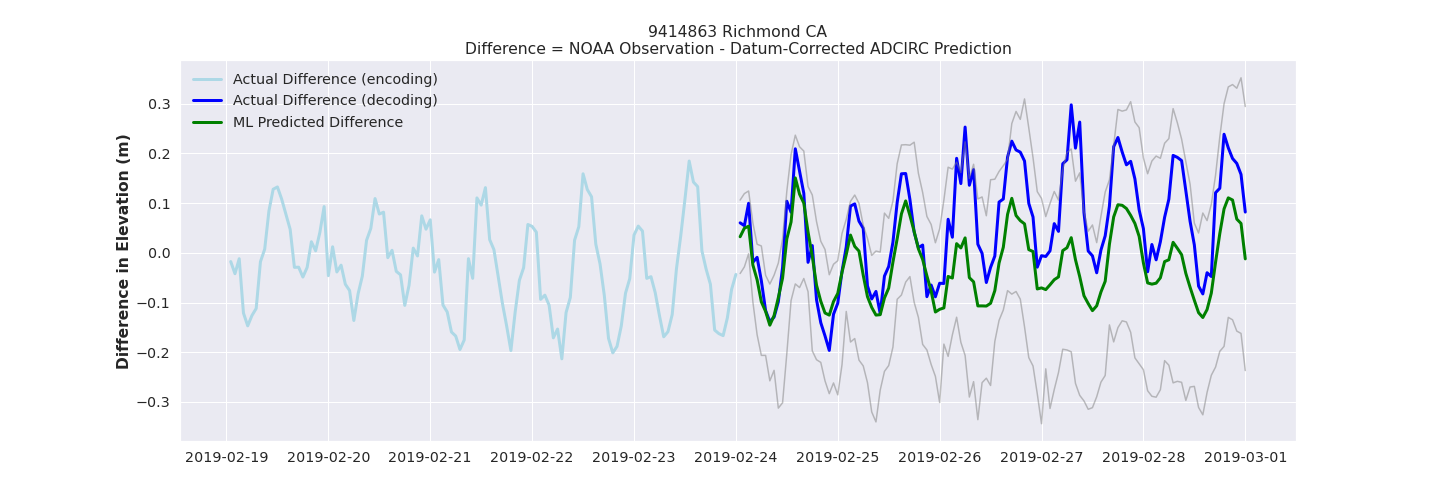 9414863 Richmond CA
Difference = NOAA Observation - Datum-Corrected ADCIRC Prediction
Actual Difference (encoding)
Actual Difference (decoding)
ML Predicted Difference
Difference in Elevation (m)
0.3
0.2
0.1
0.0
−0.1
−0.2
−0.3
2019-02-19 2019-02-20 2019-02-21 2019-02-22 2019-02-23 2019-02-24 2019-02-25 2019-02-26 2019-02-27 2019-02-28 2019-03-01